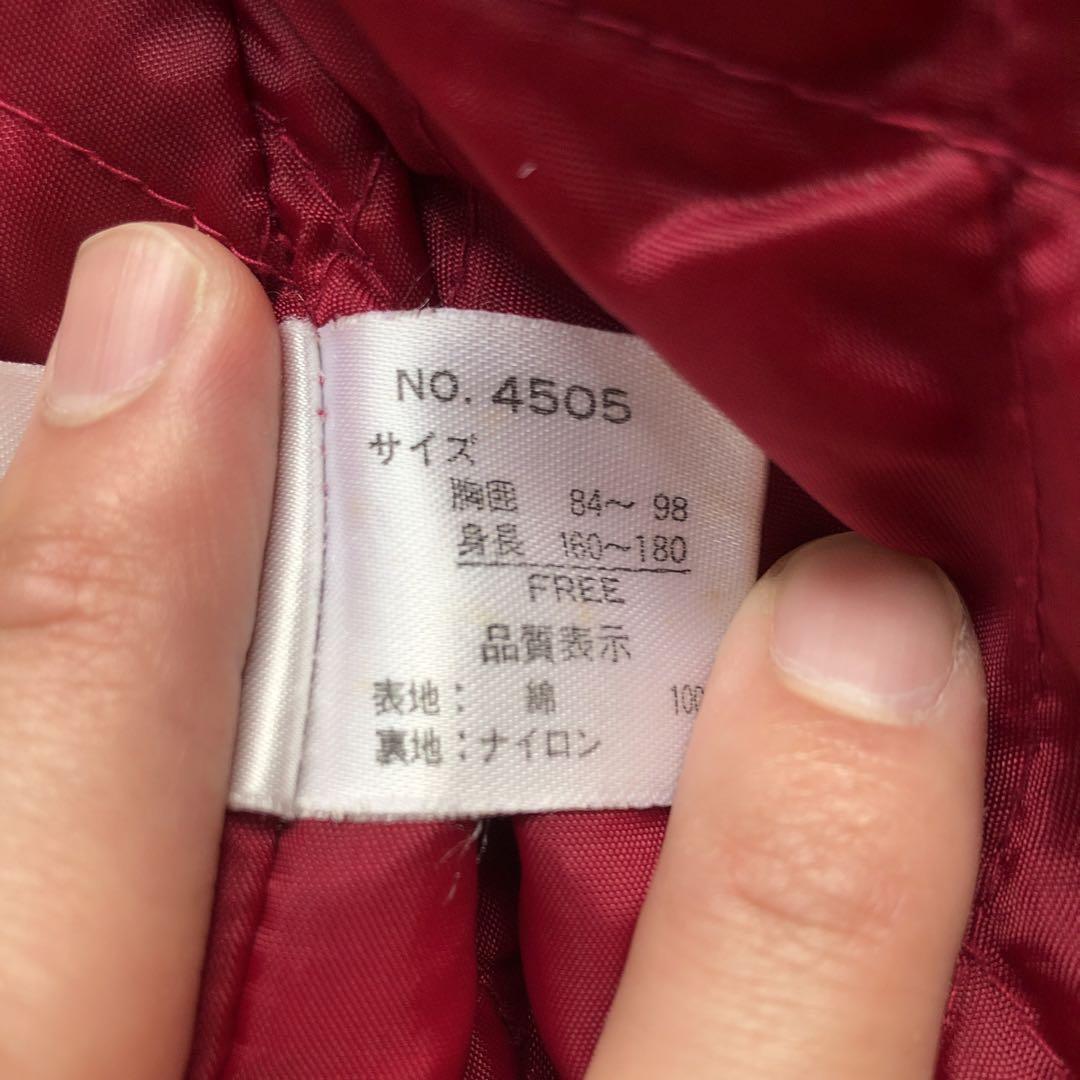 NO. 4505
サイズ
胸囲 84〜 98
身長 160〜180
FREE
品質表示
表地： 綿 100
裏地：ナイロン